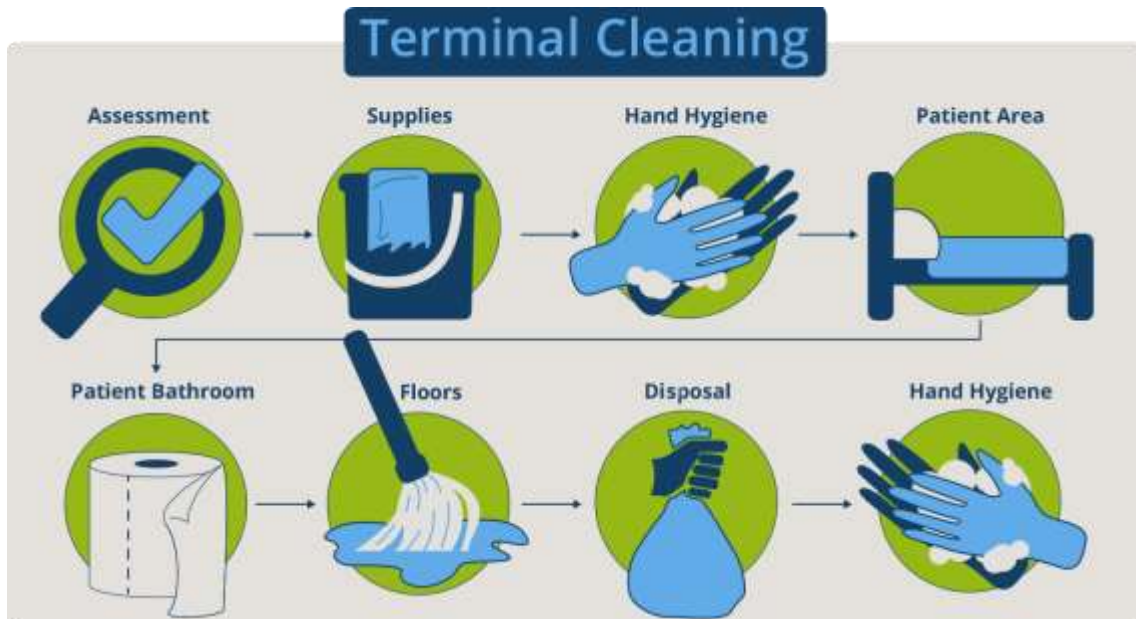 Terminal Cleaning
Assessment
Supplies
Hand Hygiene
Patient Area
Patient Bathroom
Floors
Disposal
Hand Hygiene